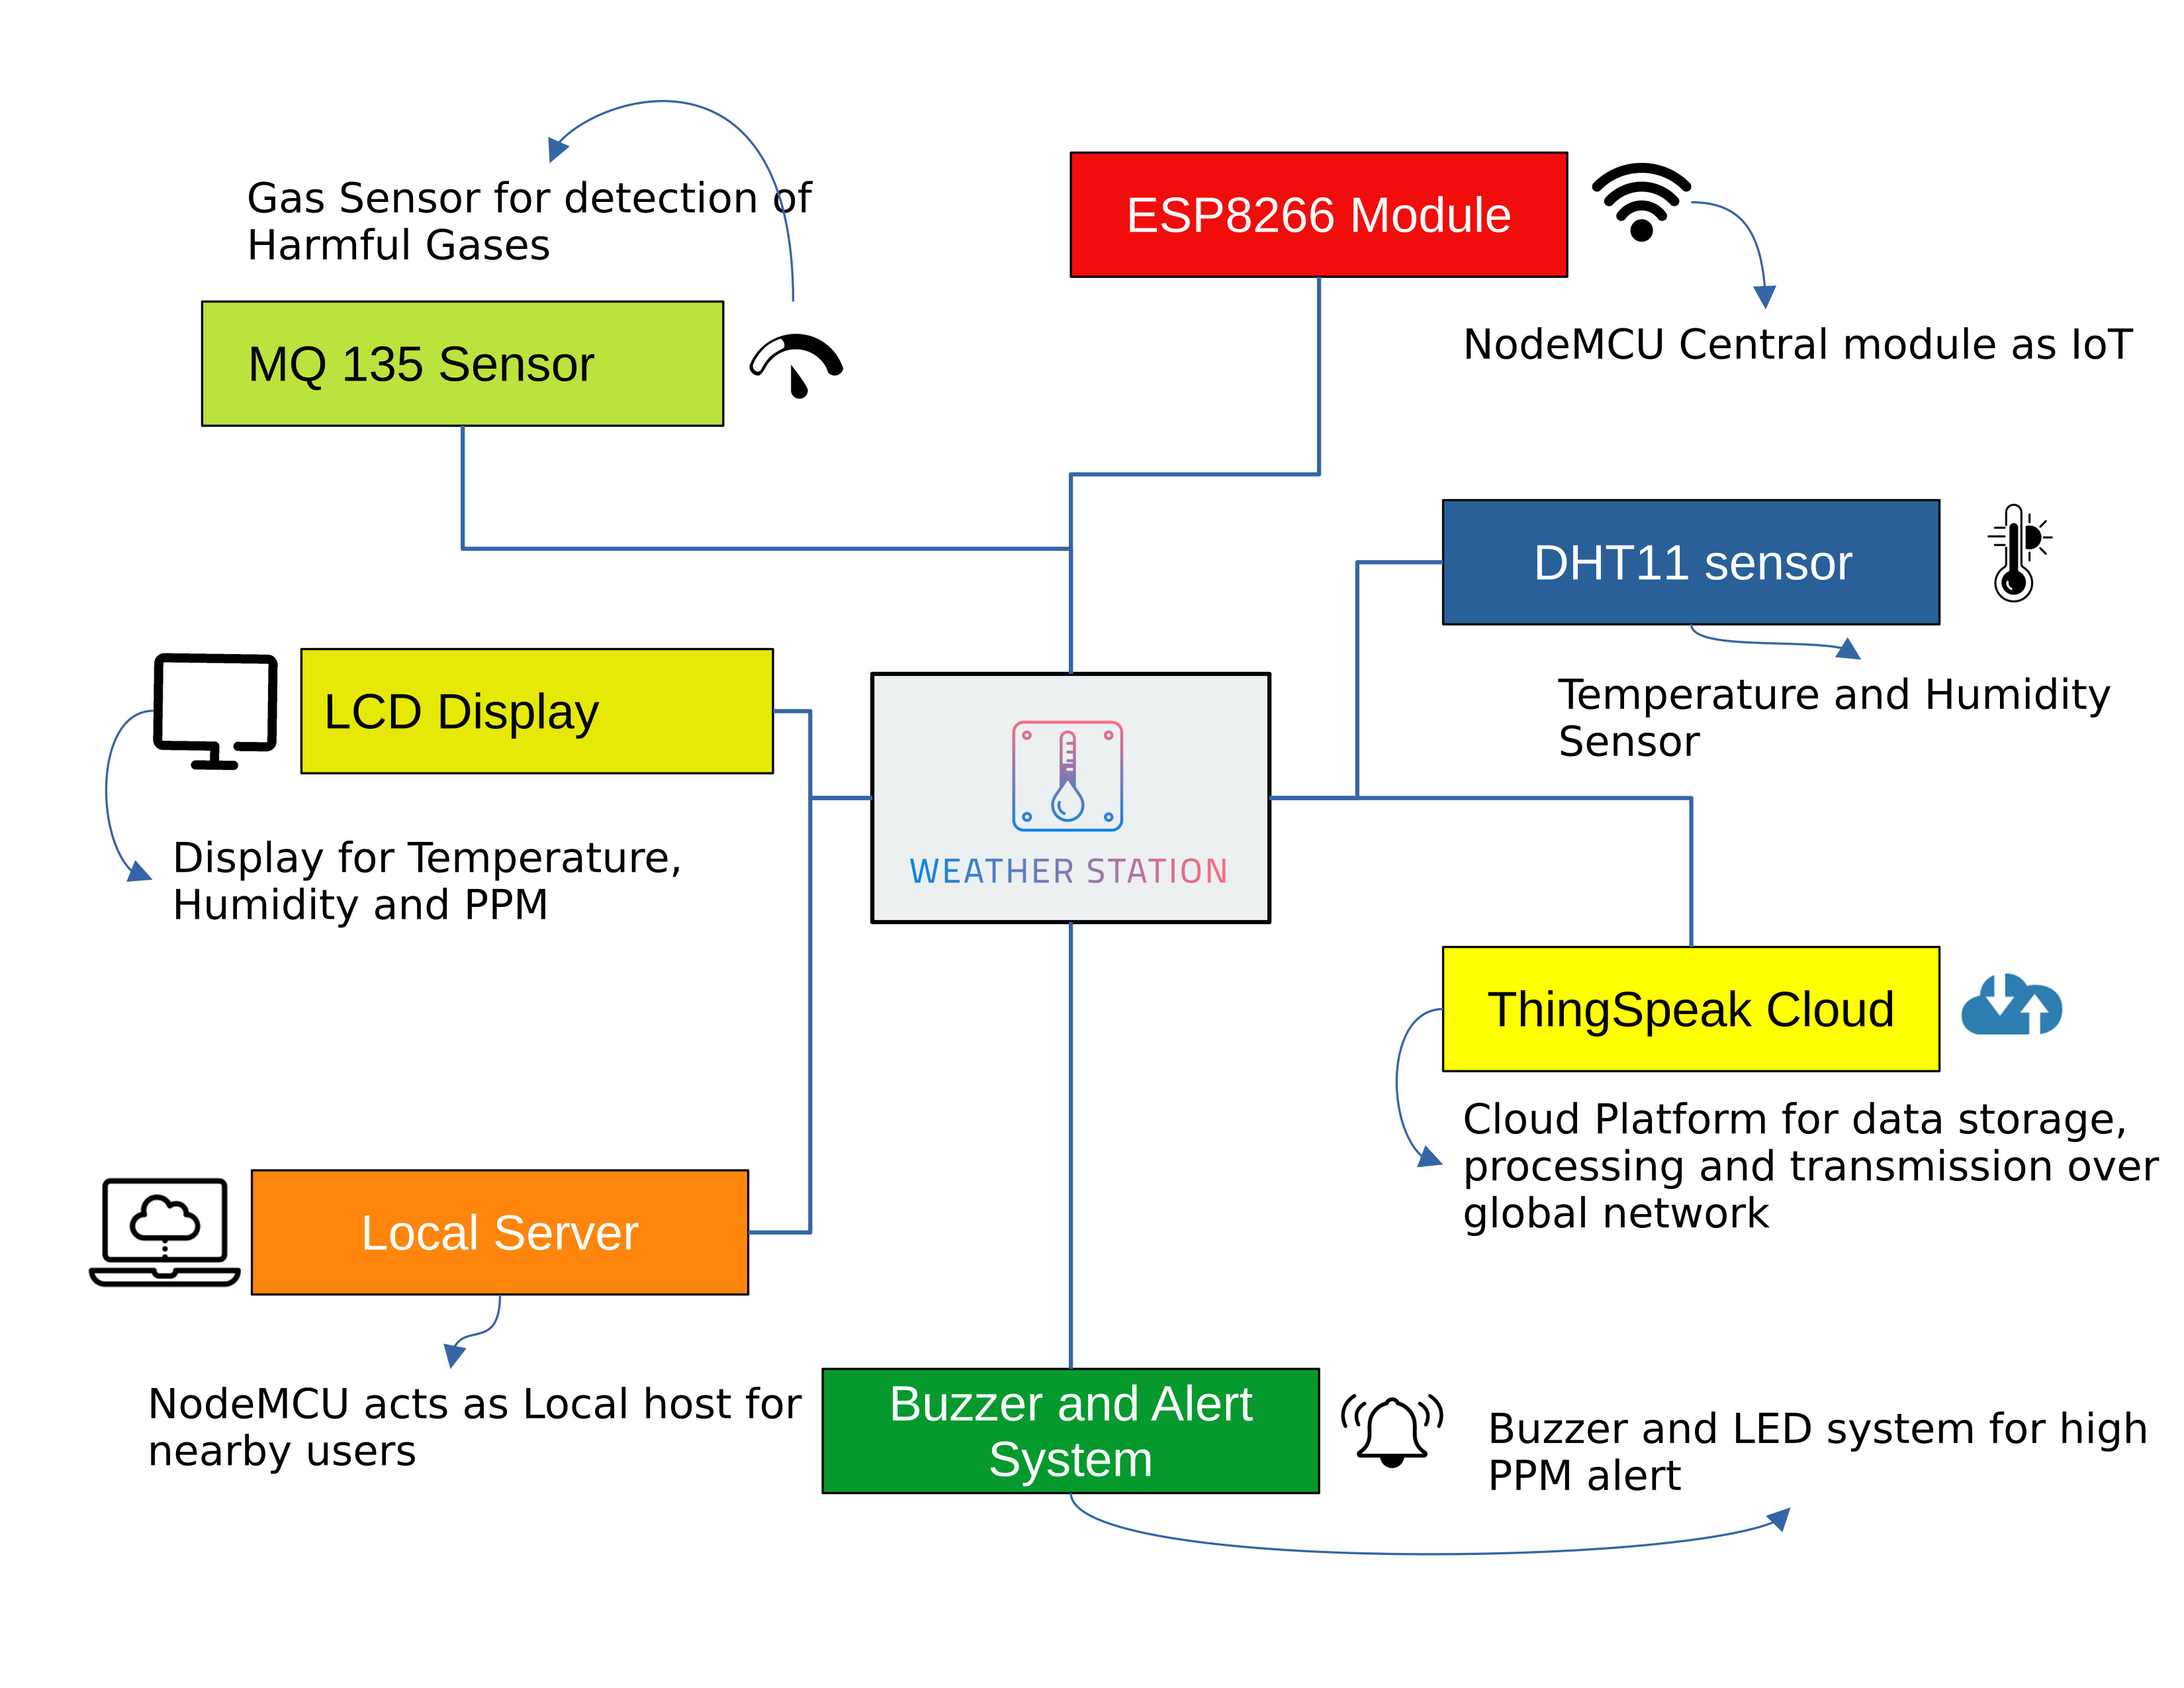 Gas Sensor for detection of
Harmful Gases
MQ 135 Sensor
ESP8266 Module
NodeMCU Central module as IoT
DHT11 sensor
Temperature and Humidity
Sensor
LCD Display
Display for Temperature,
Humidity and PPM
WEATHER STATION
ThingSpeak Cloud
Cloud Platform for data storage,
processing and transmission over
global network
Local Server
NodeMCU acts as Local host for
nearby users
Buzzer and Alert
System
Buzzer and LED system for high
PPM alert